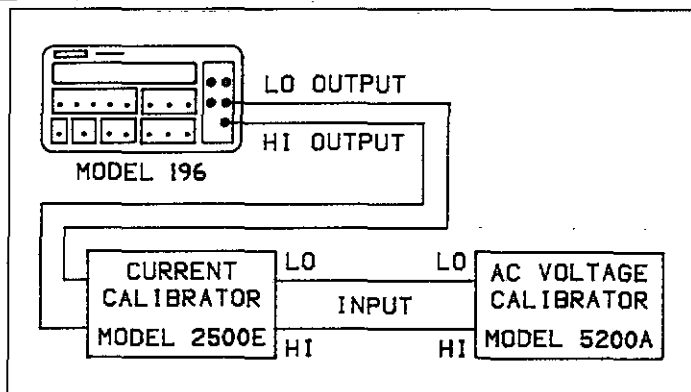 LO OUTPUT
HI OUTPUT
MODEL 196
CURRENT
CALIBRATOR
MODEL 2500E
LO
HI
INPUT
LO
HI
AC VOLTAGE
CALIBRATOR
MODEL 5200A